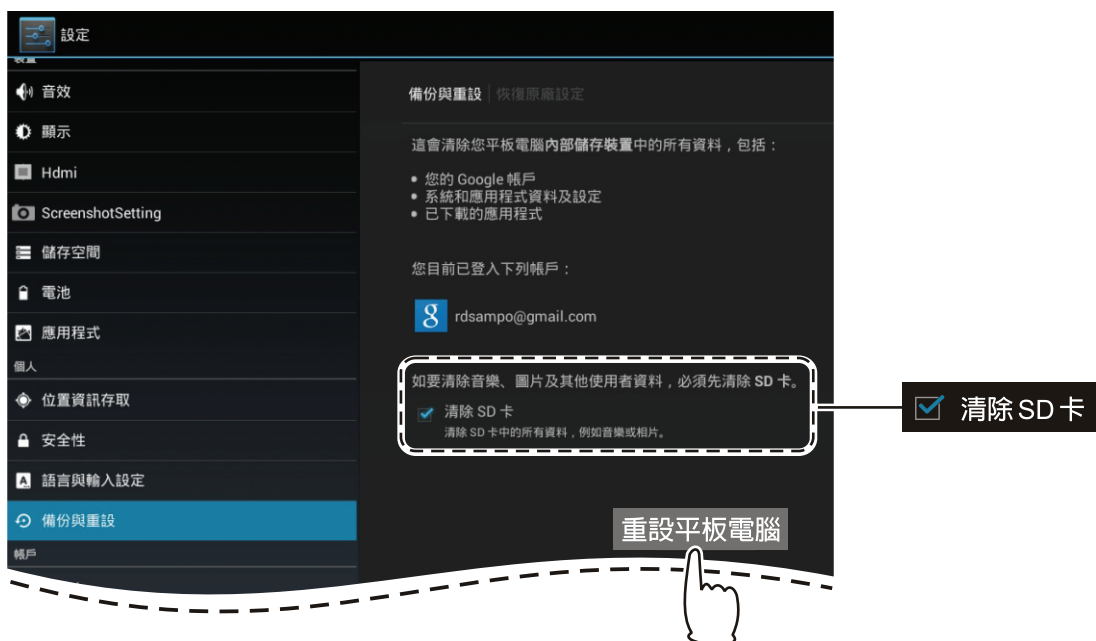 設定
裝置
音效
顯示
Hdmi
ScreenshotSetting
儲存空間
電池
應用程式
個人
位置資訊存取
安全性
語言與輸入設定
備份與重設
帳戶
備份與重設 恢復原廠設定
這會清除您平板電腦內部儲存裝置中的所有資料，包括：
• 您的 Google 帳戶
• 系統和應用程式資料及設定
• 已下載的應用程式
您目前已登入下列帳戶：
g rdsampo@gmail.com
如要清除音樂、圖片及其他使用者資料，必須先清除 SD 卡。
清除 SD 卡
清除 SD 卡中的所有資料，例如音樂或相片。
重設平板電腦
清除 SD 卡